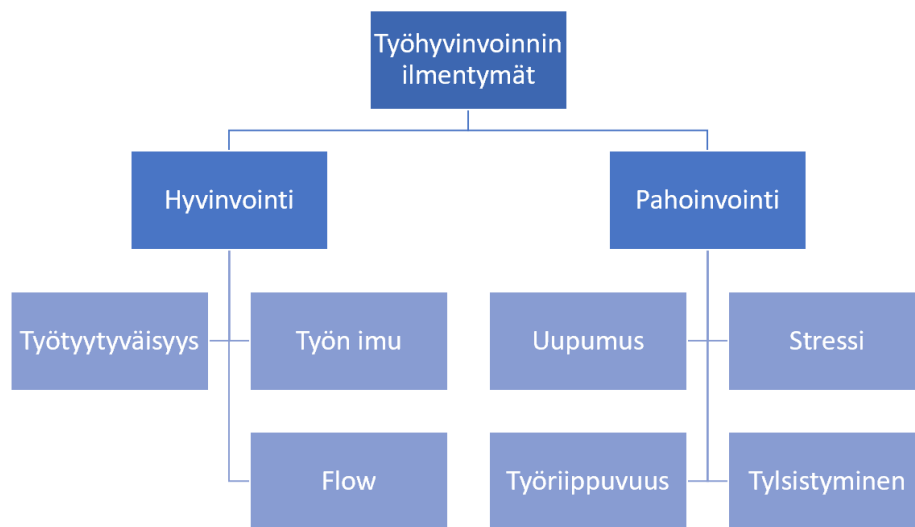 Työhyvinvoinnin
ilmentymät
Hyvinvointi
Pahoinvointi
Työtyytyväisyys
Työn imu
Uupumus
Stressi
Flow
Työriippuvuus
Tylsistyminen